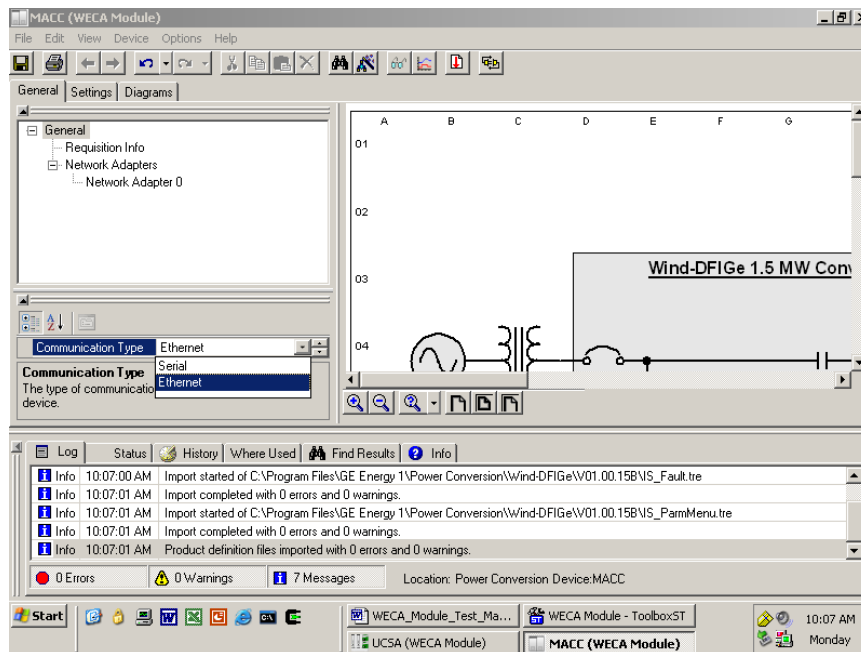 MACC (WECA Module)
File Edit View Device Options Help
General Settings Diagrams
General
Requisition Info
Network Adapters
Network Adapter 0
Communication Type Ethernet
Serial
Ethernet
Communication Type
The type of communicatio
device.
A B C D E F G
01
02
03
04
Wind-DFIGe 1.5 MW Conv
Log Status History Where Used Find Results Info
Info 10:07:00 AM Import started of C:\Program Files\GE Energy 1\Power Conversion\Wind-DFIGe\V01.00.15B\IS_Fault.tre
Info 10:07:01 AM Import completed with 0 errors and 0 warnings.
Info 10:07:01 AM Import started of C:\Program Files\GE Energy 1\Power Conversion\Wind-DFIGe\V01.00.15B\IS_ParmMenu.tre
Info 10:07:01 AM Import completed with 0 errors and 0 warnings.
Info 10:07:01 AM Product definition files imported with 0 errors and 0 warnings.
0 Errors 0 Warnings 7 Messages Location: Power Conversion Device:MACC
Start WECA_Module_Test_Ma... WECA Module - ToolboxST 10:07 AM
UCSA (WECA Module) MACC (WECA Module) Monday